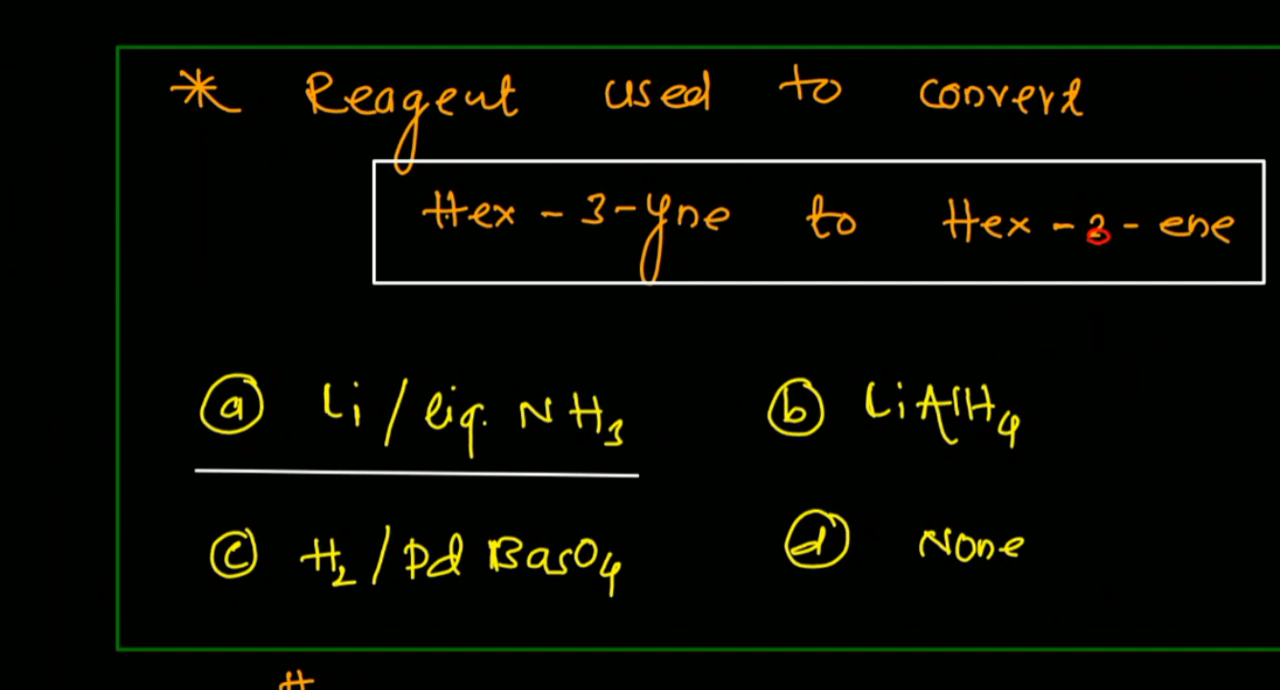 * Reagent used to convert
Hex - 3 - yne to Hex - 3 - ene
(a) Li / liq. NH3 (b) LiAlH4
(c) H2 / Pd BaSO4 (d) None
#